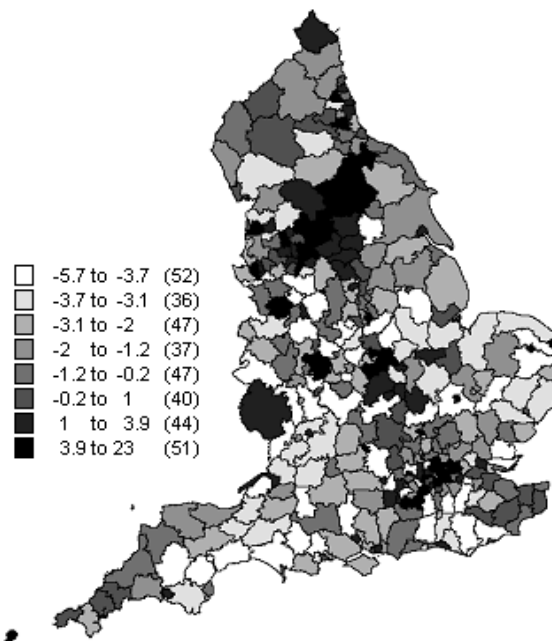 -5.7 to -3.7 (52)
-3.7 to -3.1 (36)
-3.1 to -2 (47)
-2 to -1.2 (37)
-1.2 to -0.2 (47)
-0.2 to 1 (40)
1 to 3.9 (44)
3.9 to 23 (51)